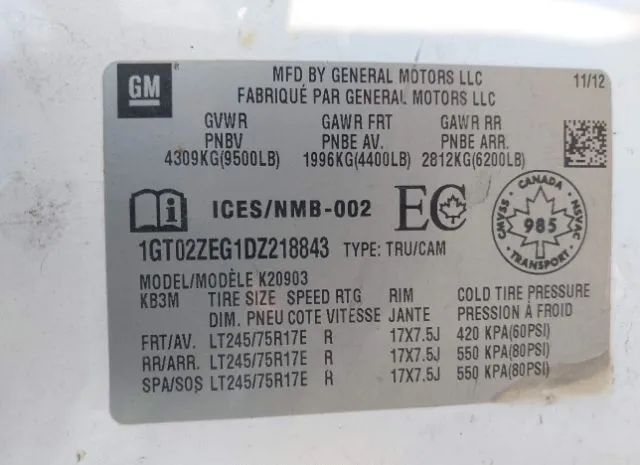 GM
MFD BY GENERAL MOTORS LLC 11/12
FABRIQUÉ PAR GENERAL MOTORS LLC
GVWR GAWR FRT GAWR RR
PNBV PNBE AV. PNBE ARR.
4309KG(9500LB) 1996KG(4400LB) 2812KG(6200LB)
ICES/NMB-002 EC
CANADA CMVSS 985 NSVAC TRANSPORT
1GT02ZEG1DZ218843 TYPE: TRU/CAM
MODEL/MODÈLE K20903
KB3M TIRE SIZE SPEED RTG RIM COLD TIRE PRESSURE
DIM. PNEU COTE VITESSE JANTE PRESSION À FROID
FRT/AV. LT245/75R17E R 17X7.5J 420 KPA(60PSI)
RR/ARR. LT245/75R17E R 17X7.5J 550 KPA(80PSI)
SPA/SOS LT245/75R17E R 17X7.5J 550 KPA(80PSI)